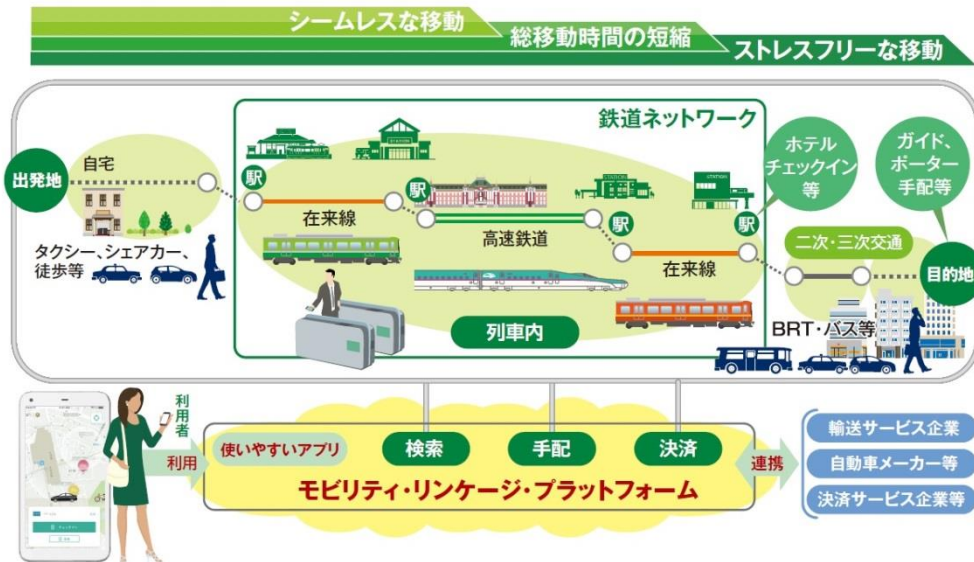 シームレスな移動
総移動時間の短縮
ストレスフリーな移動
鉄道ネットワーク
出発地
自宅
タクシー、シェアカー、
徒歩等
駅
在来線
駅
高速鉄道
駅
在来線
駅
列車内
ホテル
チェックイン
等
ガイド、
ポーター
手配等
二次・三次交通
目的地
BRT・バス等
利用者
利用
使いやすいアプリ
検索
手配
決済
モビリティ・リンケージ・プラットフォーム
連携
輸送サービス企業
自動車メーカー等
決済サービス企業等